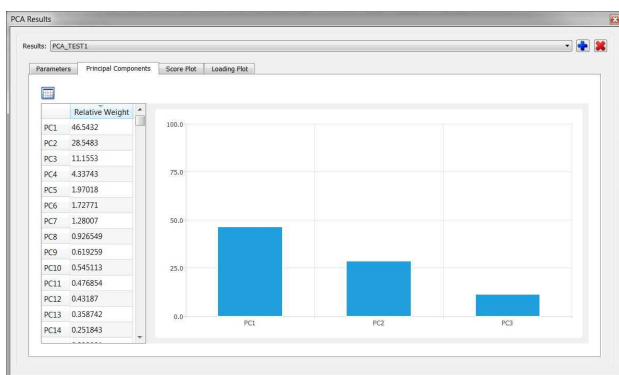 PCA Results
Results: PCA_TEST1
Parameters Principal Components Score Plot Loading Plot
Relative Weight
PC1 46.5432
PC2 28.5483
PC3 11.1553
PC4 4.33743
PC5 1.97018
PC6 1.72771
PC7 1.28007
PC8 0.926549
PC9 0.619259
PC10 0.545113
PC11 0.476854
PC12 0.43187
PC13 0.358742
PC14 0.251843
100.0
75.0
50.0
25.0
0.0
PC1 PC2 PC3